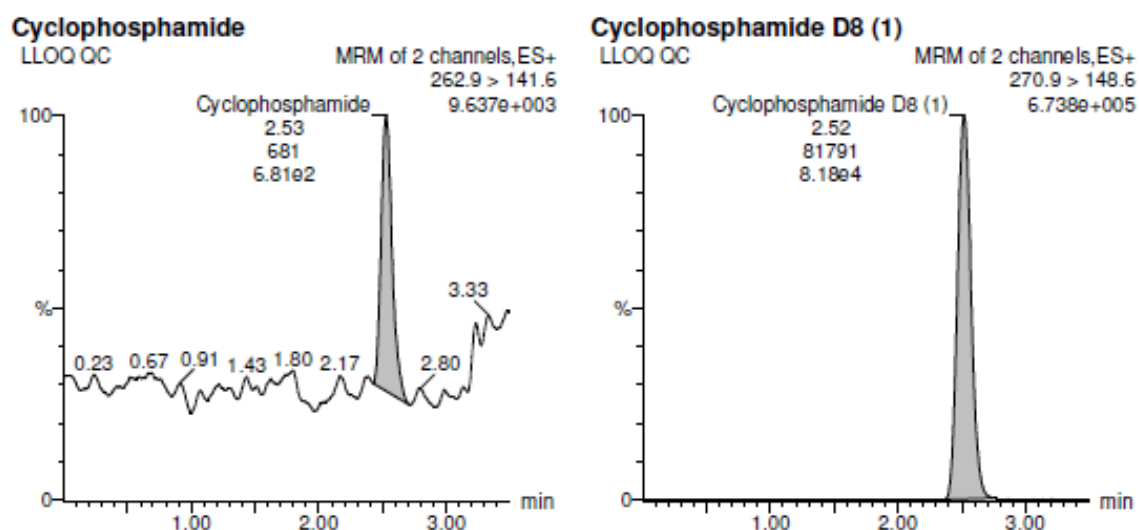 Cyclophosphamide
LLOQ QC
MRM of 2 channels,ES+
262.9 > 141.6
9.637e+003
Cyclophosphamide
2.53
681
6.81e2
100
%
0
0.23
0.67
0.91
1.43
1.80
2.17
2.80
3.33
1.00
2.00
3.00
min
Cyclophosphamide D8 (1)
LLOQ QC
MRM of 2 channels,ES+
270.9 > 148.6
6.738e+005
Cyclophosphamide D8 (1)
2.52
81791
8.18e4
100
%
0
1.00
2.00
3.00
min